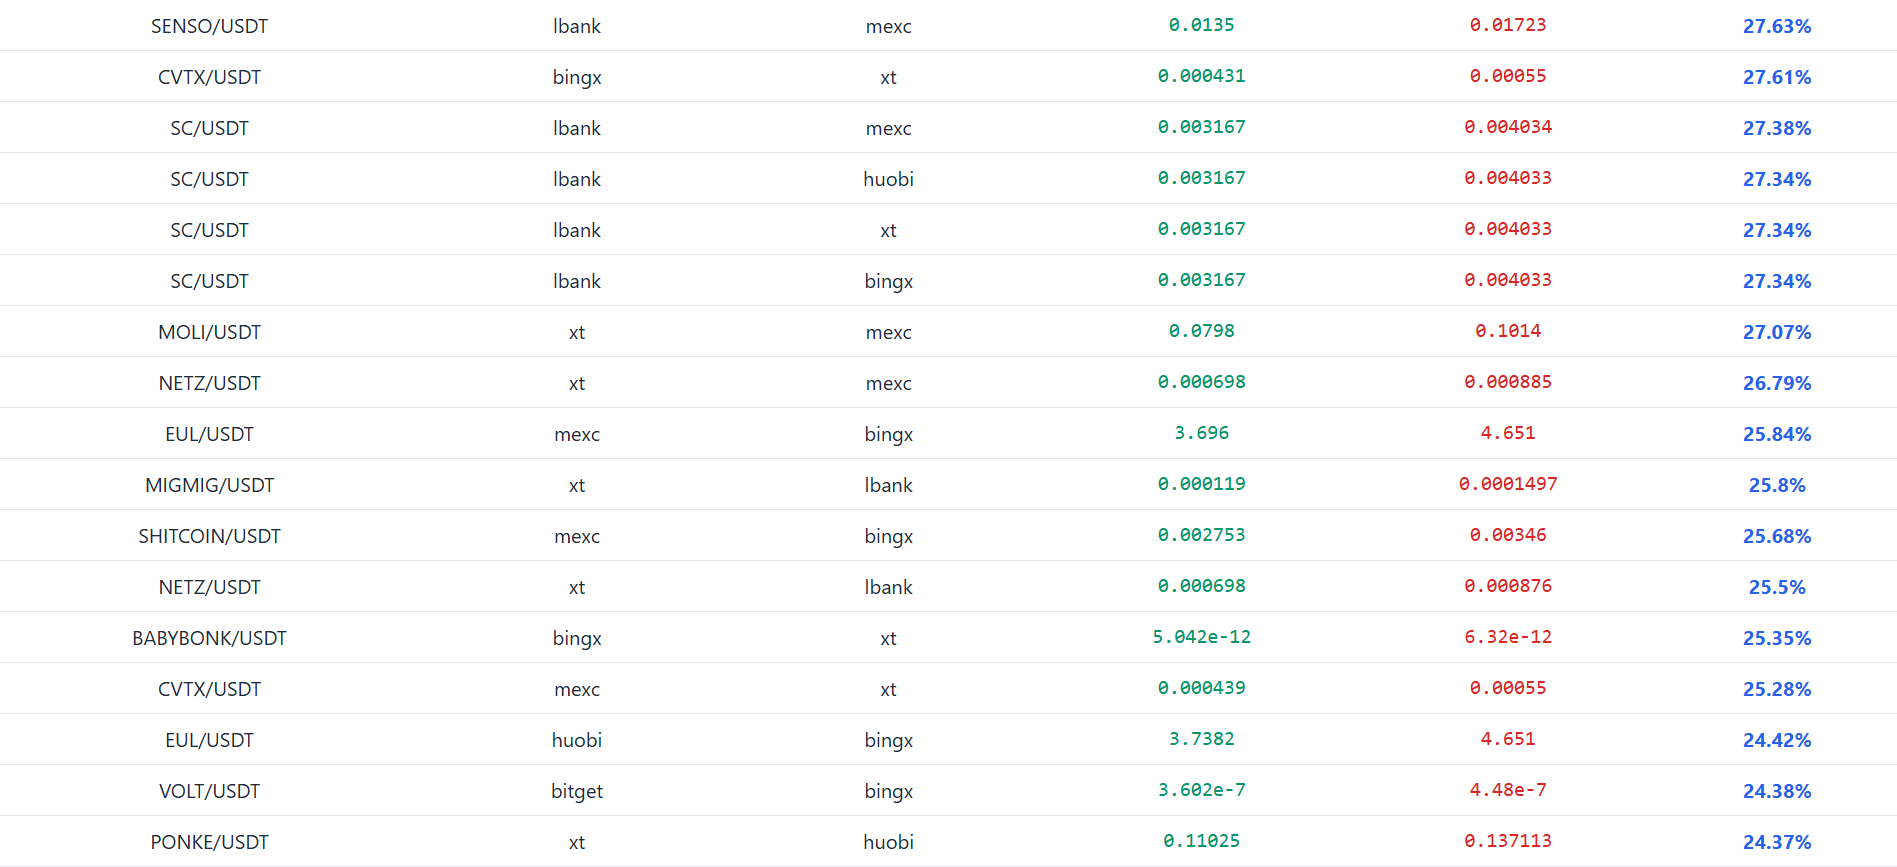 SENSO/USDT lbank mexc 0.0135 0.01723 27.63%
CVTX/USDT bingx xt 0.000431 0.00055 27.61%
SC/USDT lbank mexc 0.003167 0.004034 27.38%
SC/USDT lbank huobi 0.003167 0.004033 27.34%
SC/USDT lbank xt 0.003167 0.004033 27.34%
SC/USDT lbank bingx 0.003167 0.004033 27.34%
MOLI/USDT xt mexc 0.0798 0.1014 27.07%
NETZ/USDT xt mexc 0.000698 0.000885 26.79%
EUL/USDT mexc bingx 3.696 4.651 25.84%
MIGMIG/USDT xt lbank 0.000119 0.0001497 25.8%
SHITCOIN/USDT mexc bingx 0.002753 0.00346 25.68%
NETZ/USDT xt lbank 0.000698 0.000876 25.5%
BABYBONK/USDT bingx xt 5.042e-12 6.32e-12 25.35%
CVTX/USDT mexc xt 0.000439 0.00055 25.28%
EUL/USDT huobi bingx 3.7382 4.651 24.42%
VOLT/USDT bitget bingx 3.602e-7 4.48e-7 24.38%
PONKE/USDT xt huobi 0.11025 0.137113 24.37%